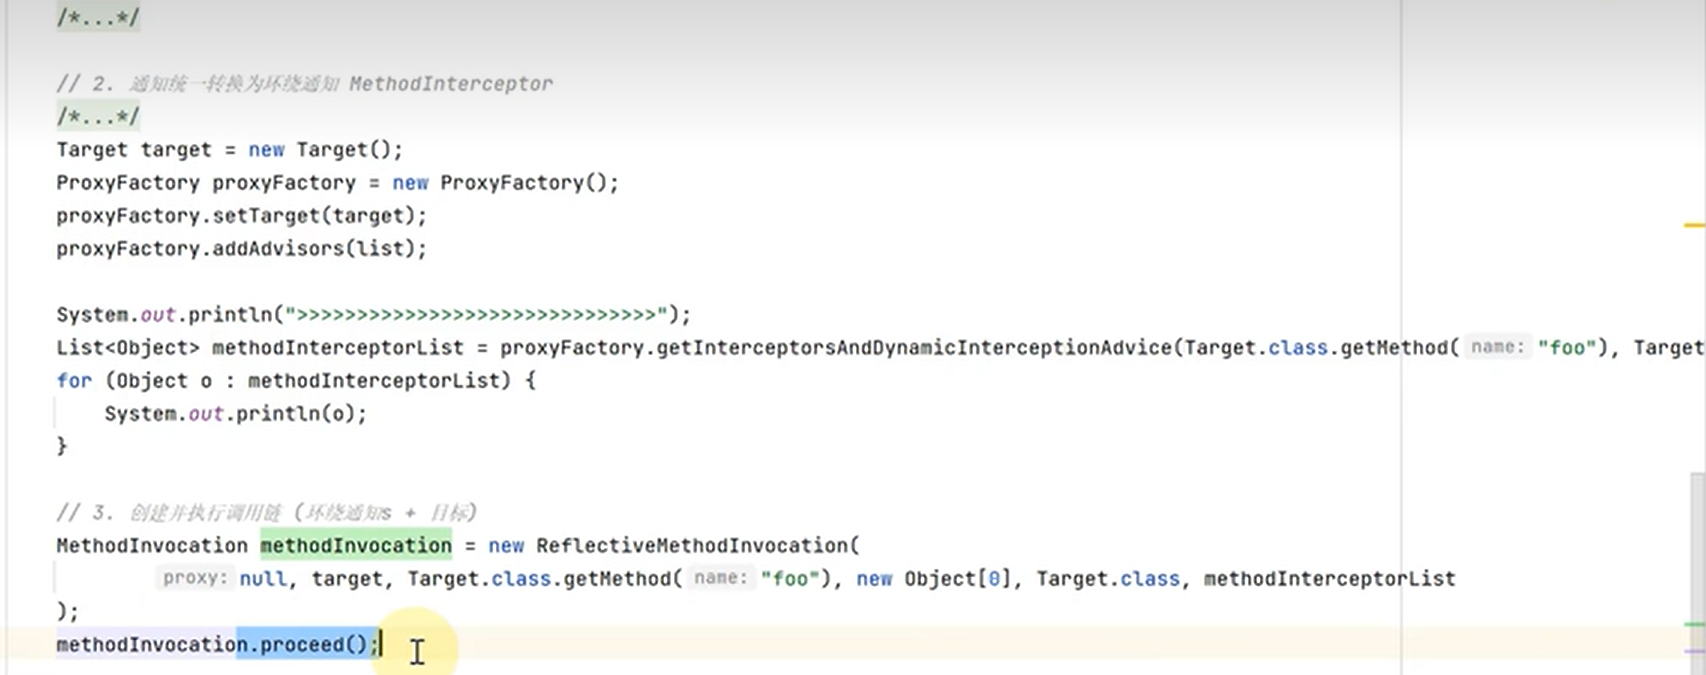 /*...*/
// 2. 通知统一转换为环绕通知 MethodInterceptor
/*...*/
Target target = new Target();
ProxyFactory proxyFactory = new ProxyFactory();
proxyFactory.setTarget(target);
proxyFactory.addAdvisors(list);
System.out.println(">>>>>>>>>>>>>>>>>>>>>>>>>>>>>>");
List<Object> methodInterceptorList = proxyFactory.getInterceptorsAndDynamicInterceptionAdvice(Target.class.getMethod( name: "foo"), Target
for (Object o : methodInterceptorList) {
System.out.println(o);
}
// 3. 创建并执行调用链 (环绕通知s + 目标)
MethodInvocation methodInvocation = new ReflectiveMethodInvocation(
proxy: null, target, Target.class.getMethod( name: "foo"), new Object[0], Target.class, methodInterceptorList
);
methodInvocation.proceed();